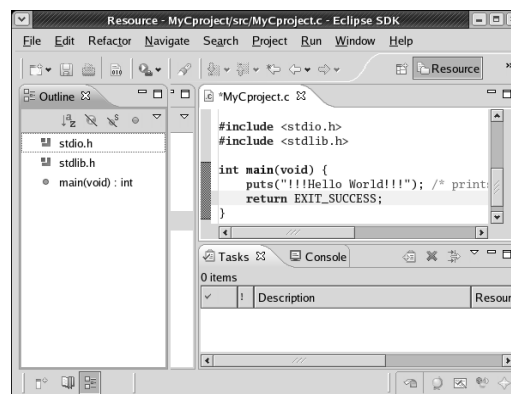 Resource - MyCproject/src/MyCproject.c - Eclipse SDK
File Edit Refactor Navigate Search Project Run Window Help
Resource
Outline
stdio.h
stdlib.h
main(void) : int
*MyCproject.c
#include <stdio.h>
#include <stdlib.h>
int main(void) {
puts("!!!Hello World!!!"); /* prints
return EXIT_SUCCESS;
}
Tasks Console
0 items
! Description Resour